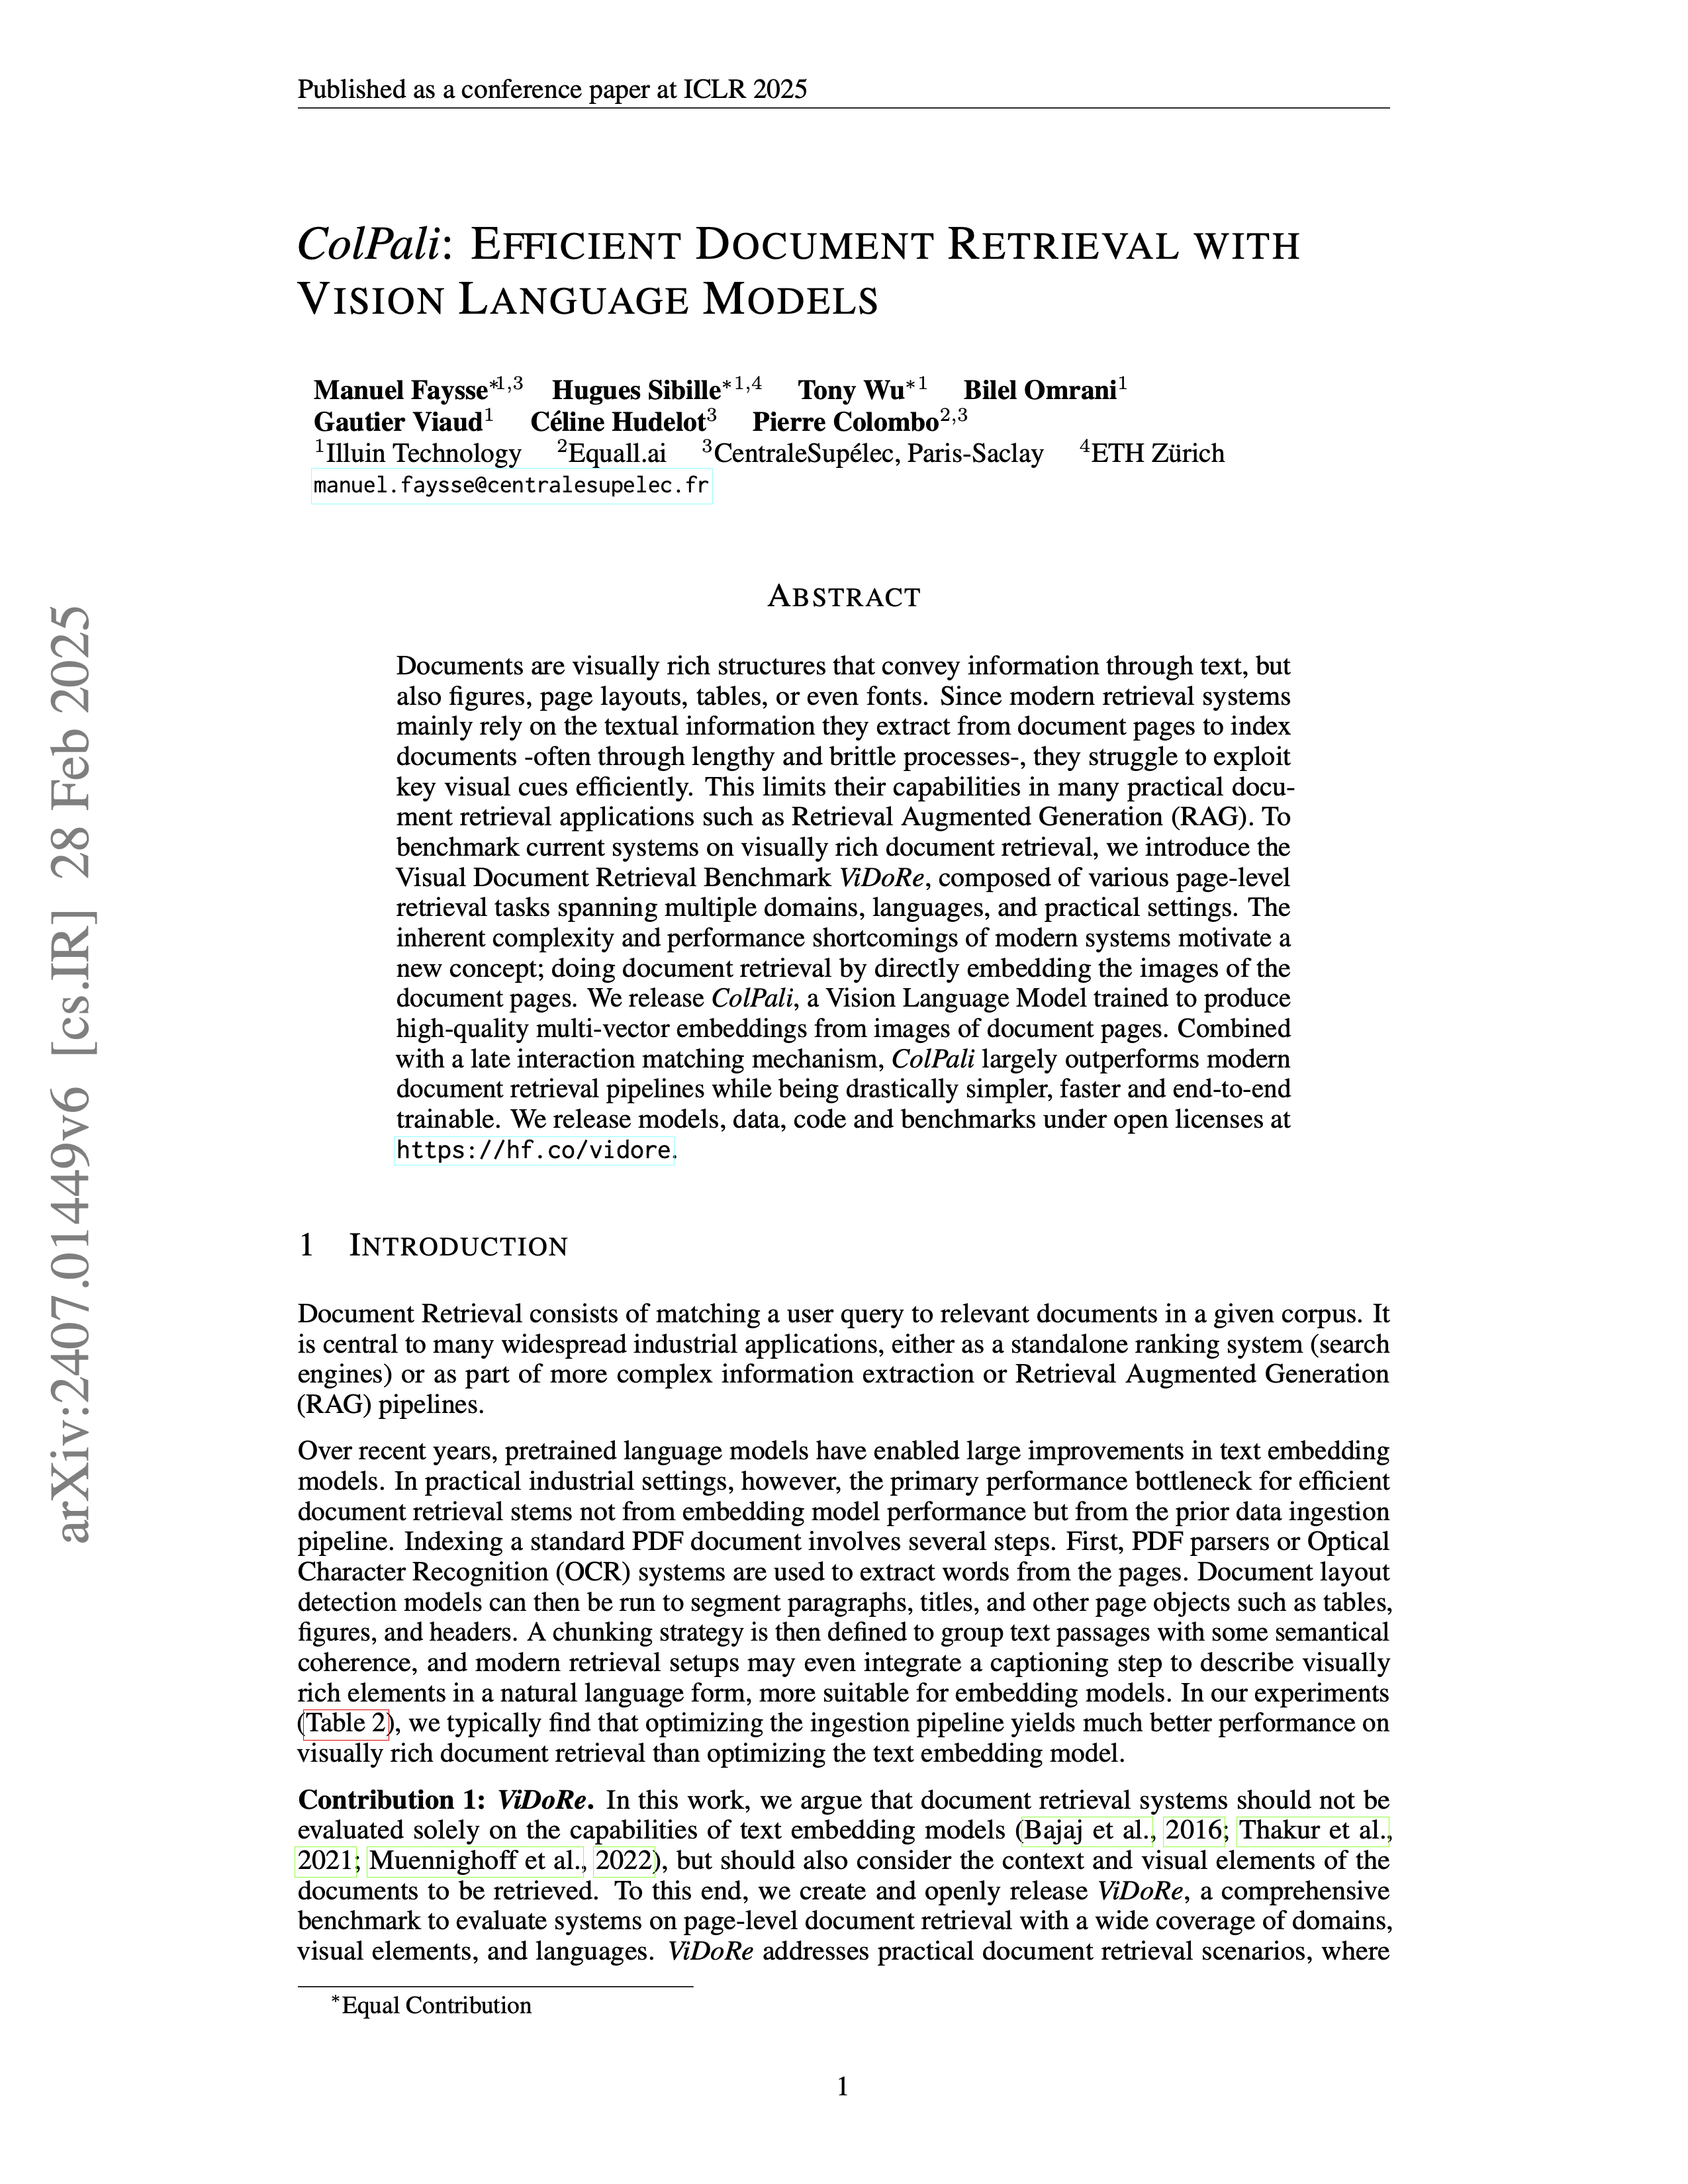 Published as a conference paper at ICLR 2025
ColPali: EFFICIENT DOCUMENT RETRIEVAL WITH
VISION LANGUAGE MODELS
Manuel Faysse*1,3 Hugues Sibille*1,4 Tony Wu*1 Bilel Omrani1
Gautier Viaud1 Céline Hudelot3 Pierre Colombo2,3
1Illuin Technology 2Equall.ai 3CentraleSupélec, Paris-Saclay 4ETH Zürich
manuel.faysse@centralesupelec.fr
ABSTRACT
Documents are visually rich structures that convey information through text, but
also figures, page layouts, tables, or even fonts. Since modern retrieval systems
mainly rely on the textual information they extract from document pages to index
documents -often through lengthy and brittle processes-, they struggle to exploit
key visual cues efficiently. This limits their capabilities in many practical docu-
ment retrieval applications such as Retrieval Augmented Generation (RAG). To
benchmark current systems on visually rich document retrieval, we introduce the
Visual Document Retrieval Benchmark ViDoRe, composed of various page-level
retrieval tasks spanning multiple domains, languages, and practical settings. The
inherent complexity and performance shortcomings of modern systems motivate a
new concept; doing document retrieval by directly embedding the images of the
document pages. We release ColPali, a Vision Language Model trained to produce
high-quality multi-vector embeddings from images of document pages. Combined
with a late interaction matching mechanism, ColPali largely outperforms modern
document retrieval pipelines while being drastically simpler, faster and end-to-end
trainable. We release models, data, code and benchmarks under open licenses at
https://hf.co/vidore.
1 INTRODUCTION
Document Retrieval consists of matching a user query to relevant documents in a given corpus. It
is central to many widespread industrial applications, either as a standalone ranking system (search
engines) or as part of more complex information extraction or Retrieval Augmented Generation
(RAG) pipelines.
Over recent years, pretrained language models have enabled large improvements in text embedding
models. In practical industrial settings, however, the primary performance bottleneck for efficient
document retrieval stems not from embedding model performance but from the prior data ingestion
pipeline. Indexing a standard PDF document involves several steps. First, PDF parsers or Optical
Character Recognition (OCR) systems are used to extract words from the pages. Document layout
detection models can then be run to segment paragraphs, titles, and other page objects such as tables,
figures, and headers. A chunking strategy is then defined to group text passages with some semantical
coherence, and modern retrieval setups may even integrate a captioning step to describe visually
rich elements in a natural language form, more suitable for embedding models. In our experiments
(Table 2), we typically find that optimizing the ingestion pipeline yields much better performance on
visually rich document retrieval than optimizing the text embedding model.
Contribution 1: ViDoRe. In this work, we argue that document retrieval systems should not be
evaluated solely on the capabilities of text embedding models (Bajaj et al., 2016; Thakur et al.,
2021; Muennighoff et al., 2022), but should also consider the context and visual elements of the
documents to be retrieved. To this end, we create and openly release ViDoRe, a comprehensive
benchmark to evaluate systems on page-level document retrieval with a wide coverage of domains,
visual elements, and languages. ViDoRe addresses practical document retrieval scenarios, where
*Equal Contribution
1
arXiv:2407.01449v6 [cs.IR] 28 Feb 2025